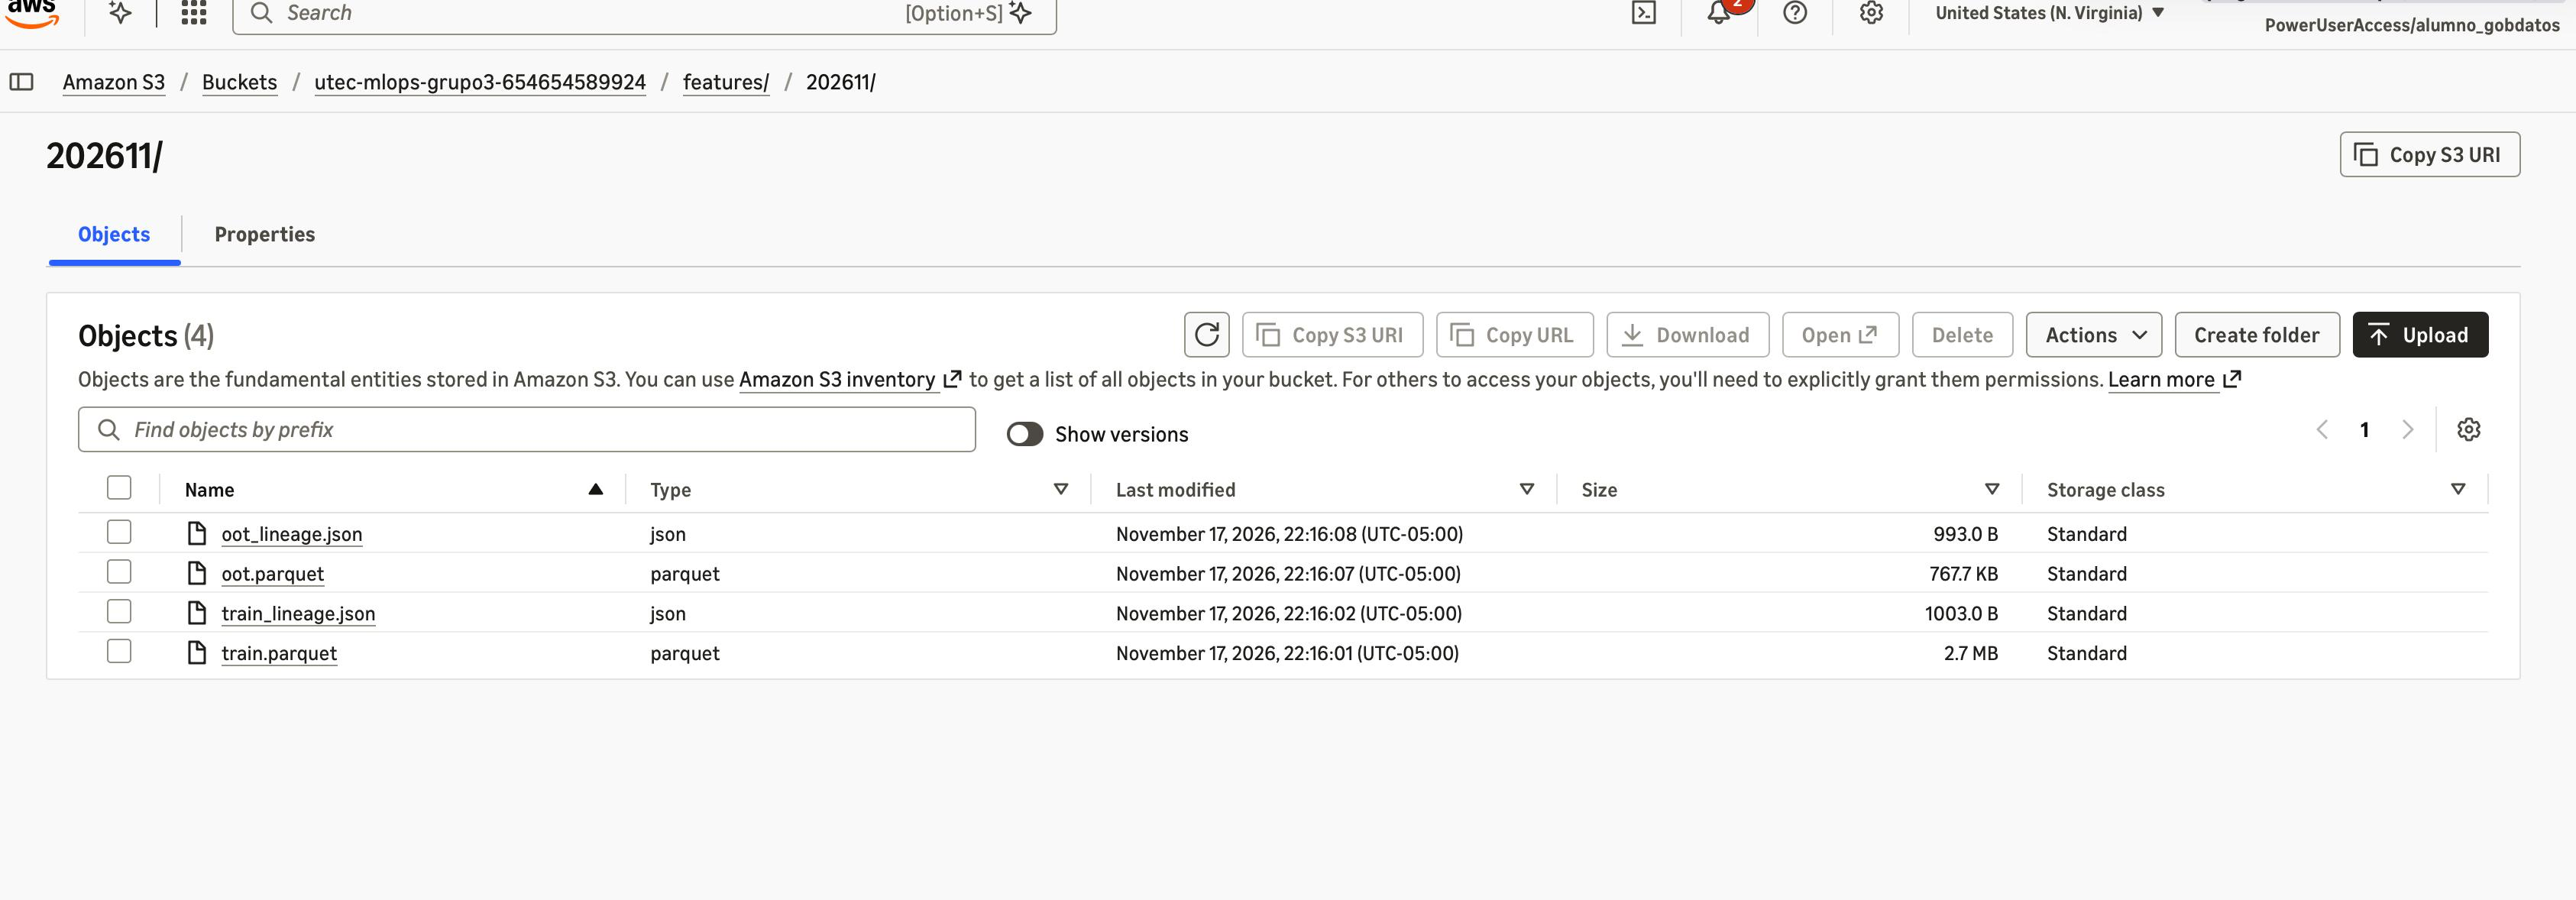 aws Search [Option+S] 2 United States (N. Virginia) PowerUserAccess/alumno_gobdatos
Amazon S3 / Buckets / utec-mlops-grupo3-654654589924 / features/ / 202611/
202611/ Copy S3 URI
Objects Properties
Objects (4) Copy S3 URI Copy URL Download Open Delete Actions Create folder Upload
Objects are the fundamental entities stored in Amazon S3. You can use Amazon S3 inventory to get a list of all objects in your bucket. For others to access your objects, you'll need to explicitly grant them permissions. Learn more
Find objects by prefix Show versions 1
Name Type Last modified Size Storage class
oot_lineage.json json November 17, 2026, 22:16:08 (UTC-05:00) 993.0 B Standard
oot.parquet parquet November 17, 2026, 22:16:07 (UTC-05:00) 767.7 KB Standard
train_lineage.json json November 17, 2026, 22:16:02 (UTC-05:00) 1003.0 B Standard
train.parquet parquet November 17, 2026, 22:16:01 (UTC-05:00) 2.7 MB Standard